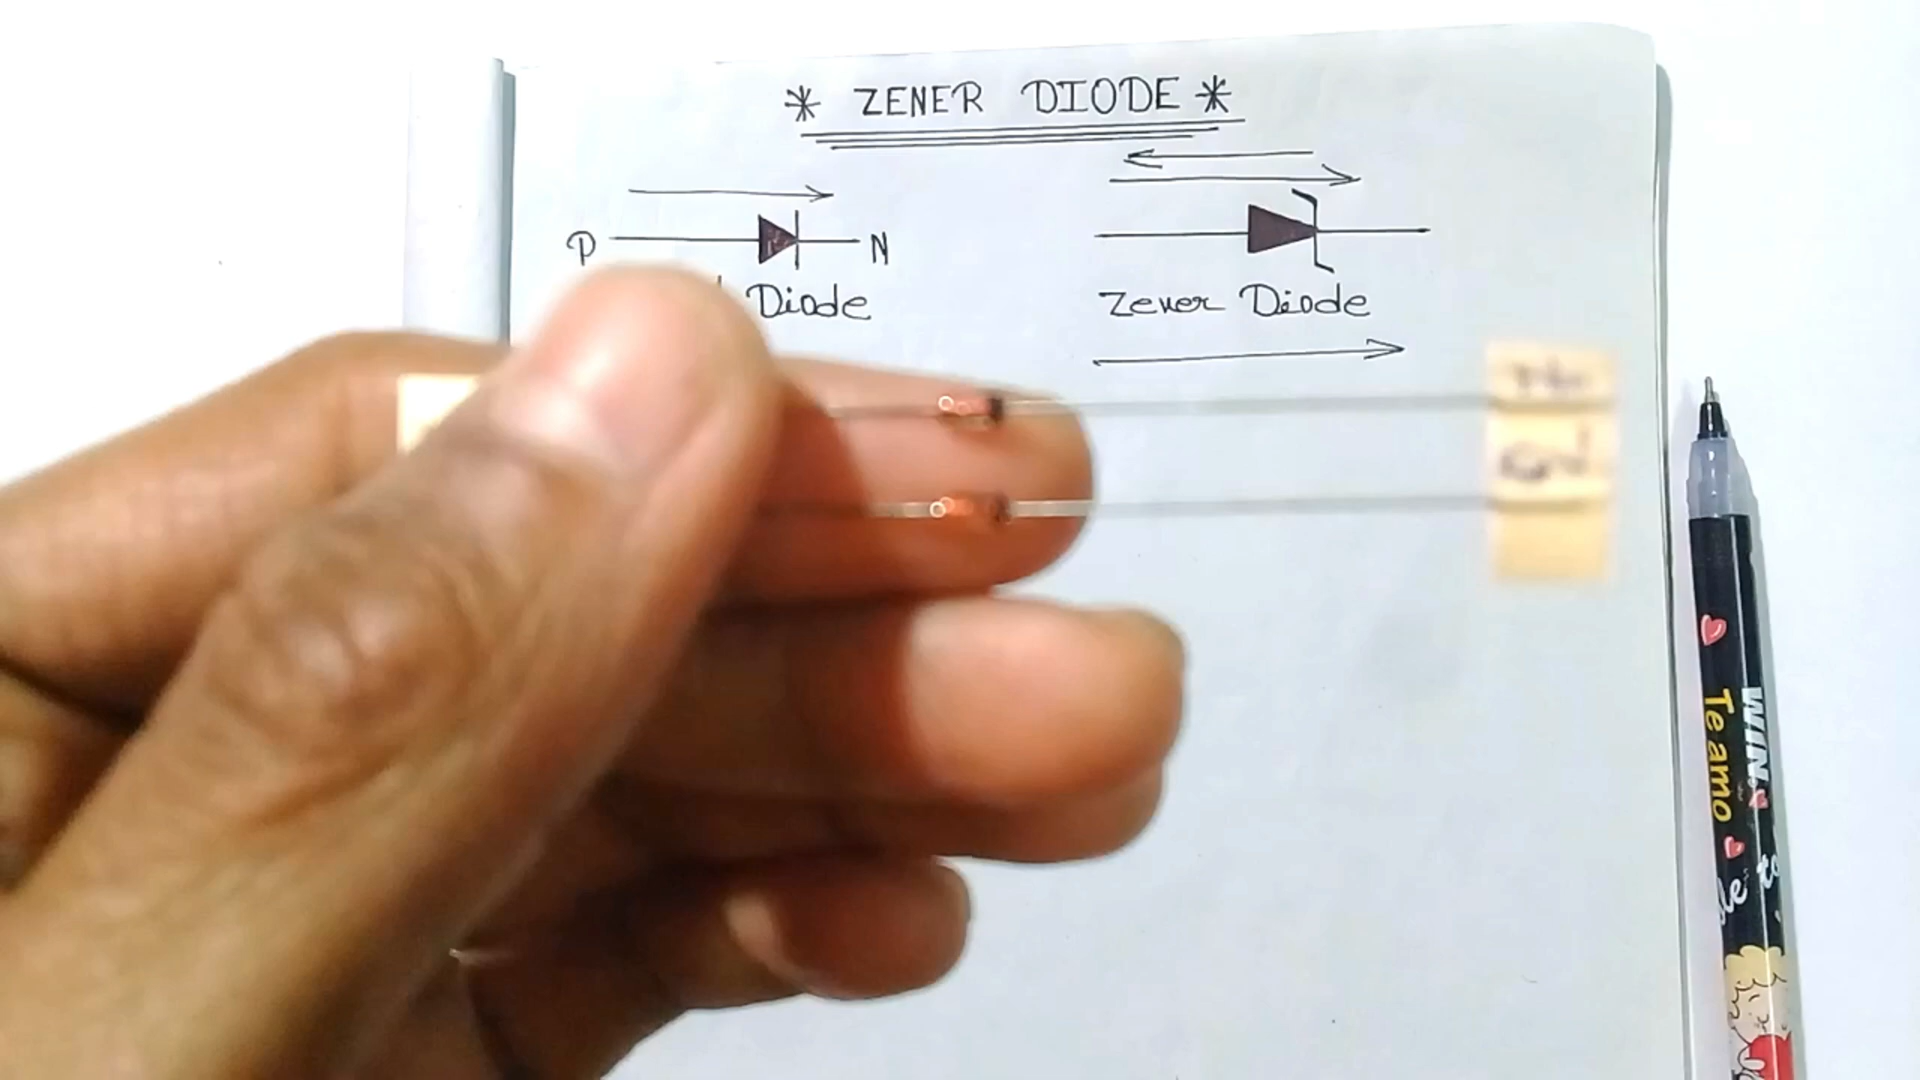 * ZENER DIODE *
P N
Diode
Zener Diode
WIN
Te amo